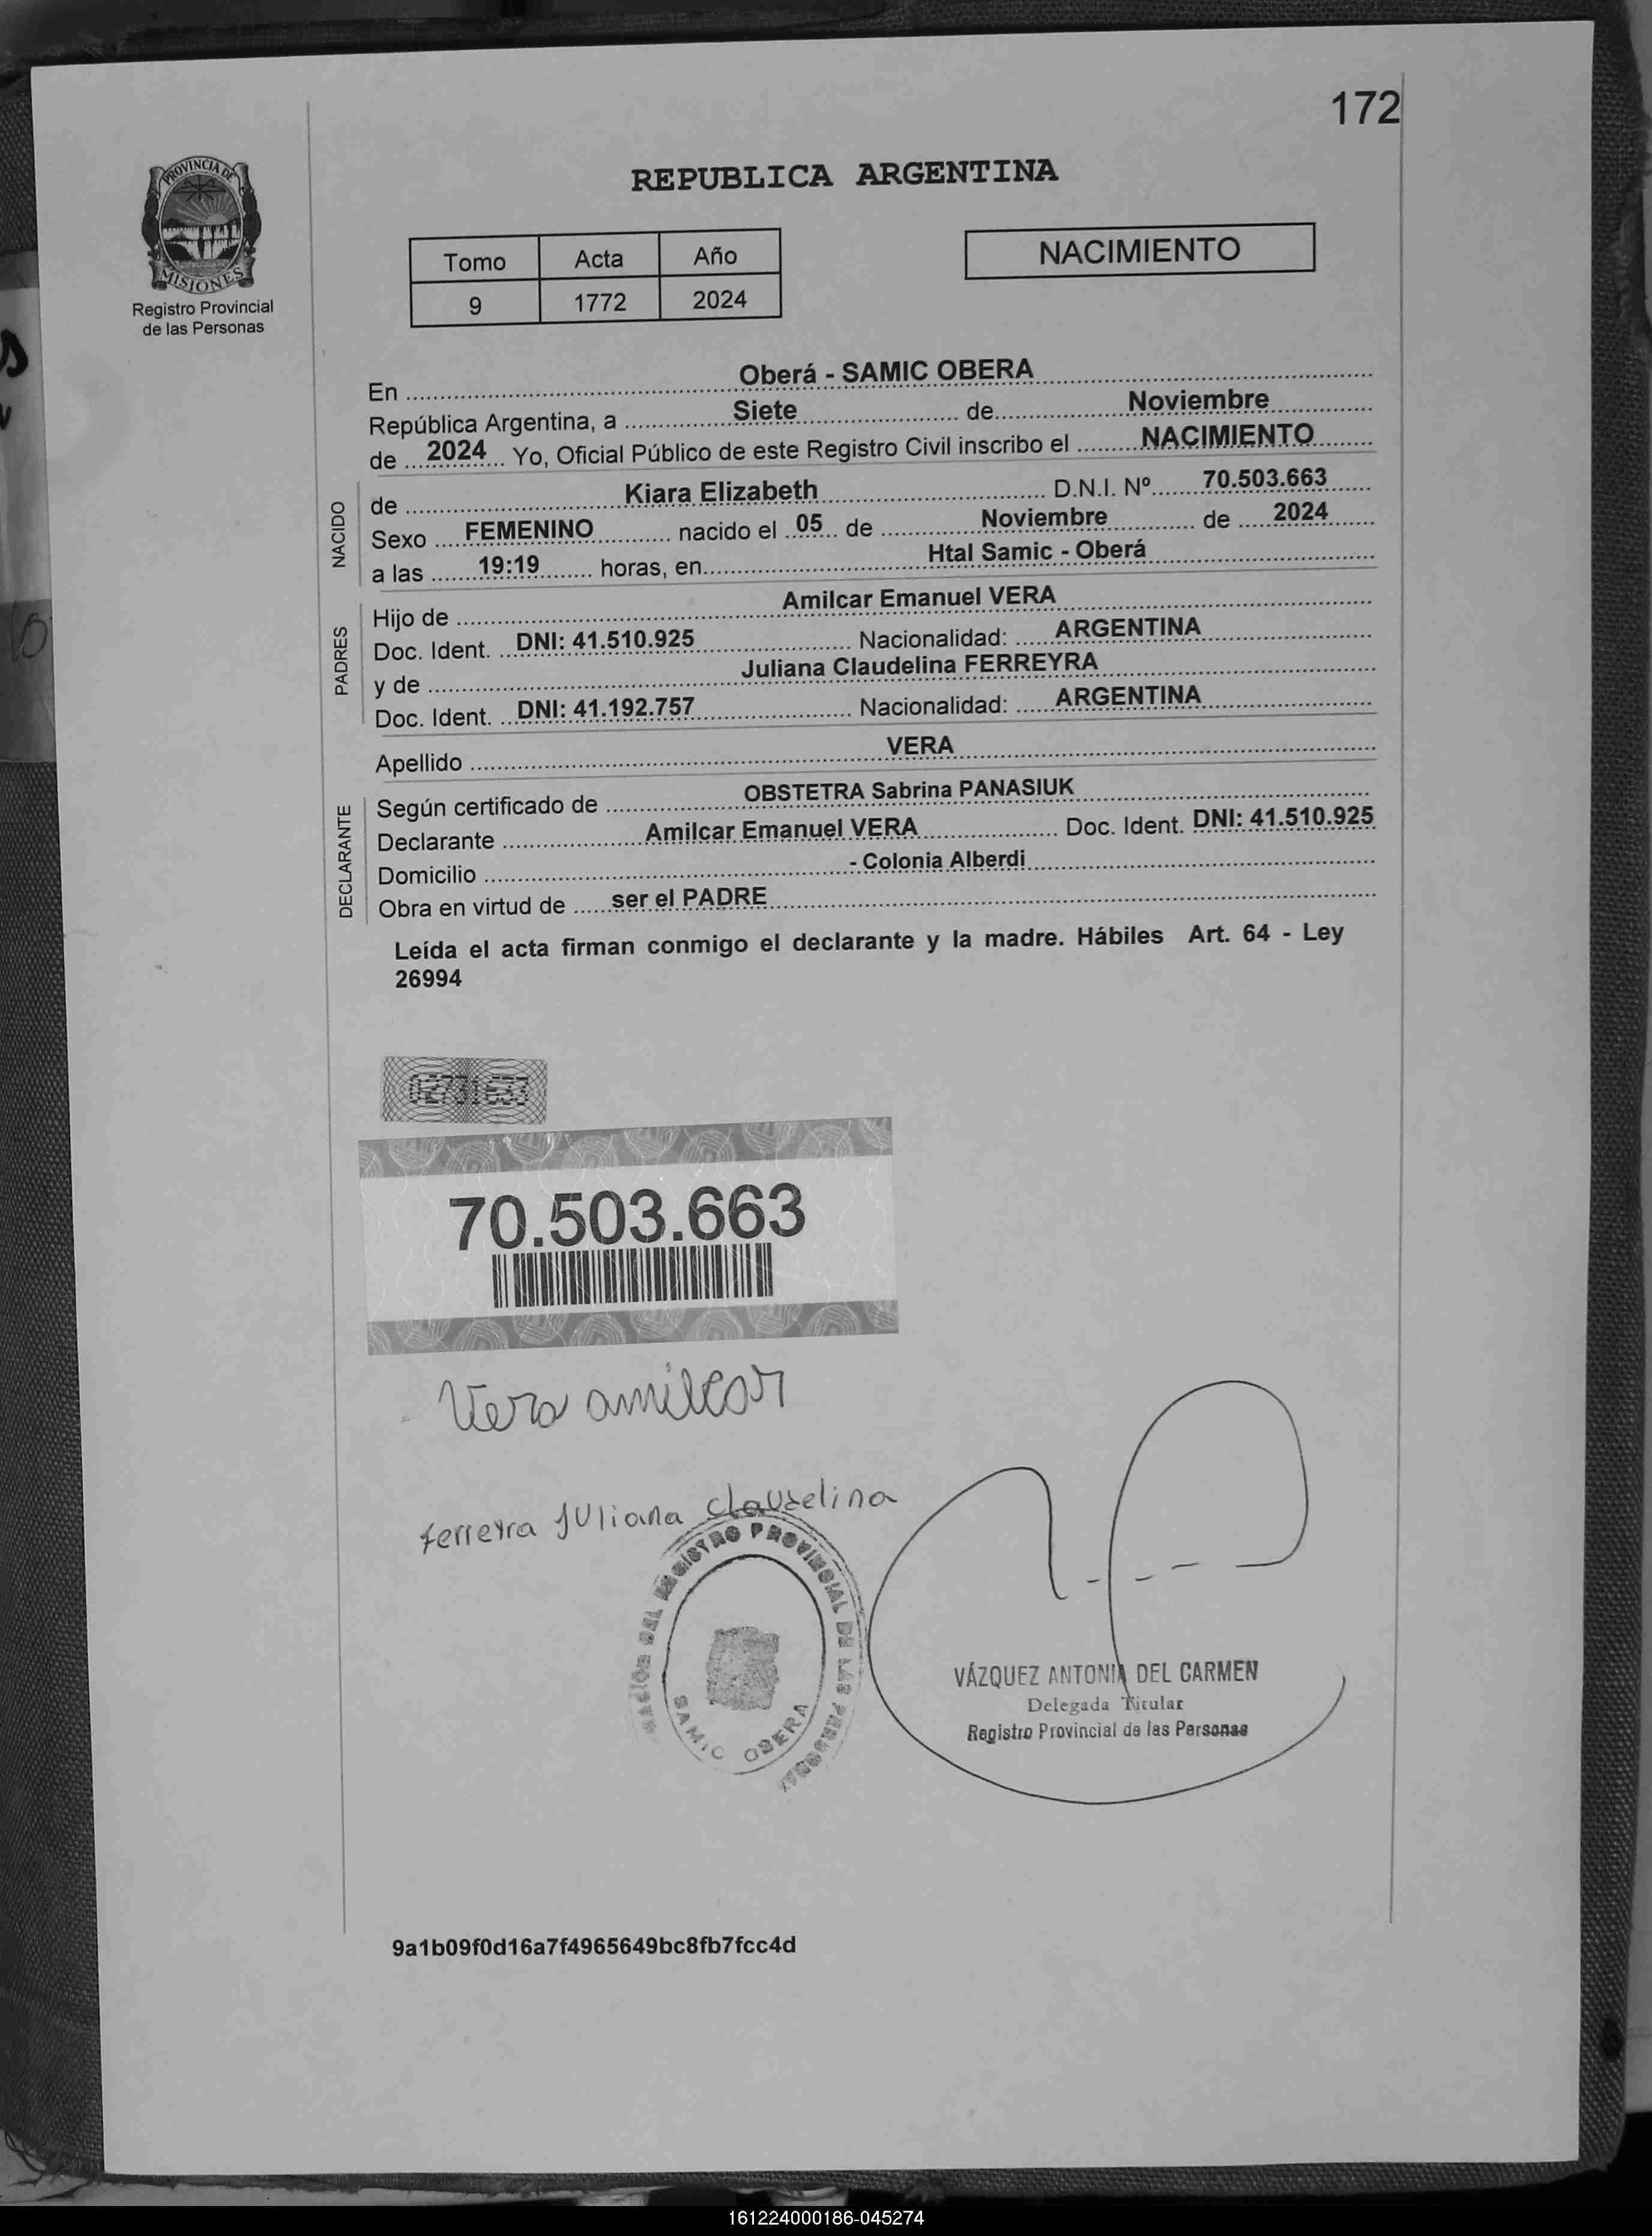 172
PROVINCIA DE
MISIONES
Registro Provincial
de las Personas
REPUBLICA ARGENTINA
Tomo Acta Año
9 1772 2024
NACIMIENTO
En ........ Oberá - SAMIC OBERA ........
República Argentina, a ........ Siete ........ de ........ Noviembre ........
de .... 2024 .... Yo, Oficial Público de este Registro Civil inscribo el ........ NACIMIENTO ........
NACIDO
de ........ Kiara Elizabeth ........ D.N.I. Nº ........ 70.503.663 ......
Sexo .... FEMENINO ........ nacido el .. 05 .. de ........ Noviembre ........ de ..... 2024 ......
a las ....... 19:19 ....... horas, en ........ Htal Samic - Oberá ........
PADRES
Hijo de ........ Amilcar Emanuel VERA ........
Doc. Ident. ... DNI: 41.510.925 ........ Nacionalidad: ..... ARGENTINA ........
y de ........ Juliana Claudelina FERREYRA ........
Doc. Ident. ... DNI: 41.192.757 ........ Nacionalidad: ..... ARGENTINA ........
Apellido ........ VERA ........
DECLARANTE
Según certificado de ........ OBSTETRA Sabrina PANASIUK ........
Declarante ........ Amilcar Emanuel VERA ........ Doc. Ident. DNI: 41.510.925
Domicilio ........ - Colonia Alberdi ........
Obra en virtud de ...... ser el PADRE ........
Leída el acta firman conmigo el declarante y la madre. Hábiles Art. 64 - Ley
26994
02731633
70.503.663
Vera amilcar
Ferreyra Juliana Claudelina
REGISTRO PROVINCIAL DE LAS PERSONAS
SAMIC OBERA
VÁZQUEZ ANTONIA DEL CARMEN
Delegada Titular
Registro Provincial de las Personas
9a1b09f0d16a7f4965649bc8fb7fcc4d
161224000186-045274